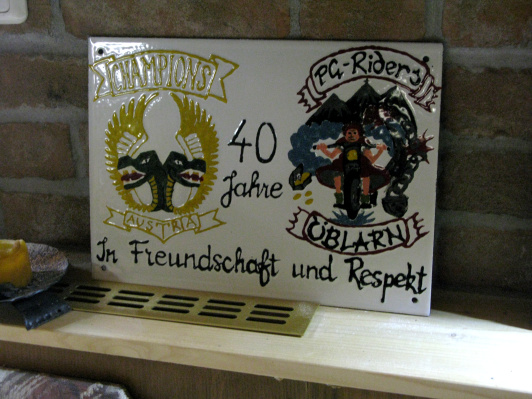 CHAMPIONS
AUSTRIA
40
Jahre
PG-Riders
ÖBLARN
In Freundschaft und Respekt